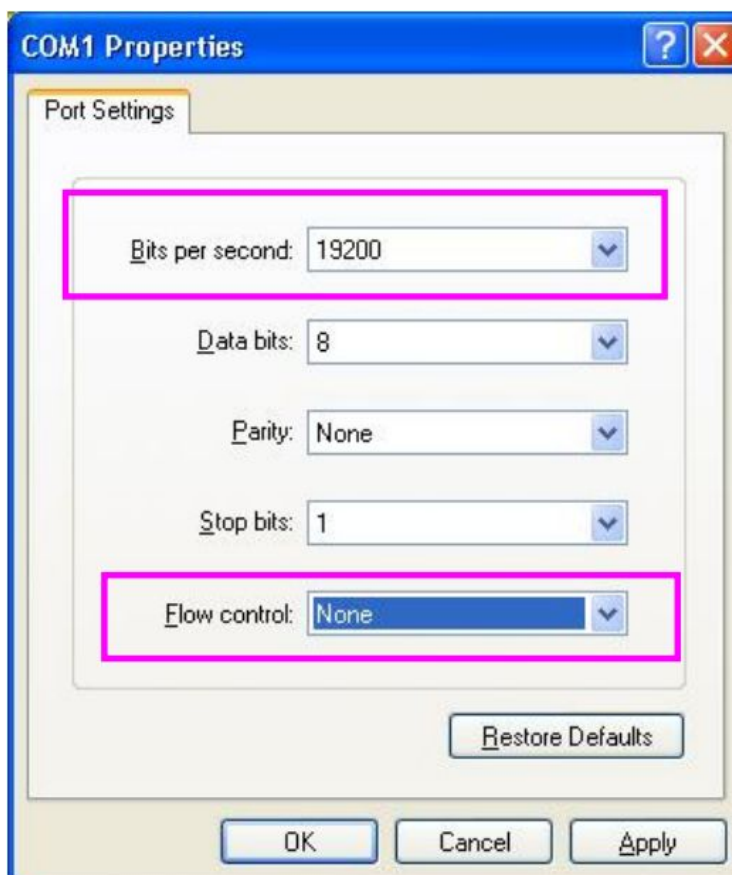 COM1 Properties
Port Settings
Bits per second: 19200
Data bits: 8
Parity: None
Stop bits: 1
Flow control: None
Restore Defaults
OK Cancel Apply